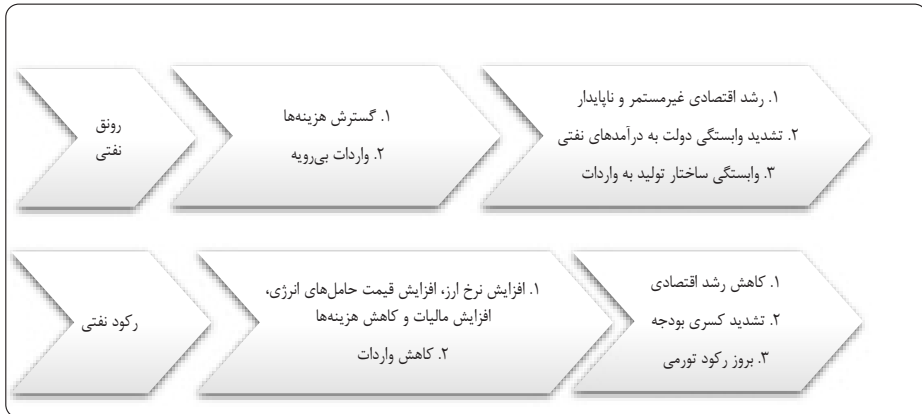 رونق
نفتی
۱. گسترش هزینه‌ها
۲. واردات بی‌رویه
۱. رشد اقتصادی غیرمستمر و ناپایدار
۲. تشدید وابستگی دولت به درآمدهای نفتی
۳. وابستگی ساختار تولید به واردات
رکود نفتی
۱. افزایش نرخ ارز، افزایش قیمت حامل‌های انرژی،
افزایش مالیات و کاهش هزینه‌ها
۲. کاهش واردات
۱. کاهش رشد اقتصادی
۲. تشدید کسری بودجه
۳. بروز رکود تورمی